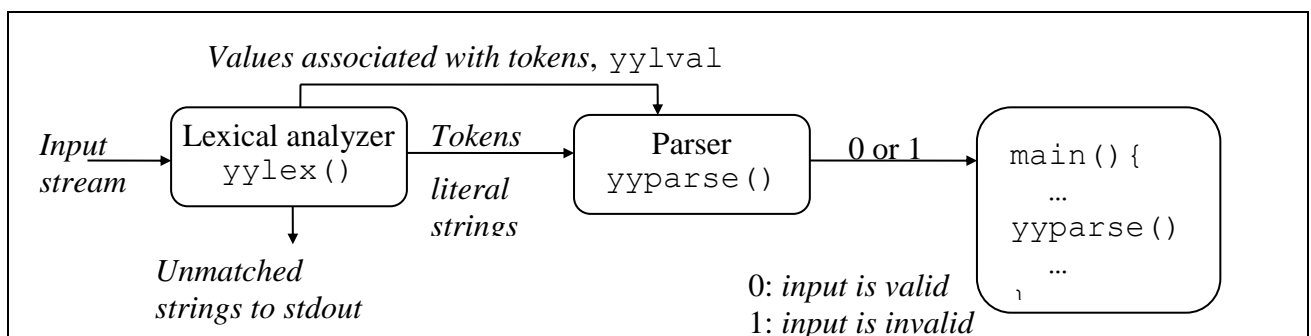 Values associated with tokens, yylval
Input
stream
Lexical analyzer
yylex()
Tokens
literal
strings
Parser
yyparse()
0 or 1
main(){
…
yyparse()
…
}
Unmatched
strings to stdout
0: input is valid
1: input is invalid